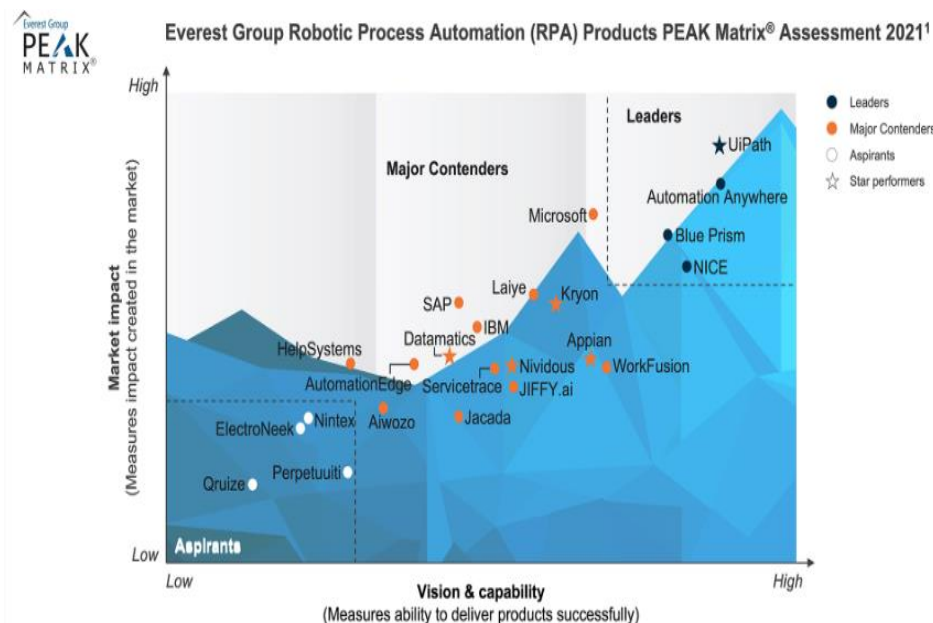 Everest Group
PEAK
MATRIX®
Everest Group Robotic Process Automation (RPA) Products PEAK Matrix® Assessment 2021¹
High
Leaders
Major Contenders
Aspirants
Star performers
Leaders
UiPath
Major Contenders
Automation Anywhere
Microsoft
Blue Prism
NICE
Laiye
Kryon
SAP
IBM
Datamatics
Appian
HelpSystems
AutomationEdge
Servicetrace
Nividous
WorkFusion
JIFFY.ai
Aiwozo
Jacada
Nintex
ElectroNeek
Perpetuuiti
Qruize
Aspirants
Market impact
(Measures impact created in the market)
Low
Low
High
Vision & capability
(Measures ability to deliver products successfully)